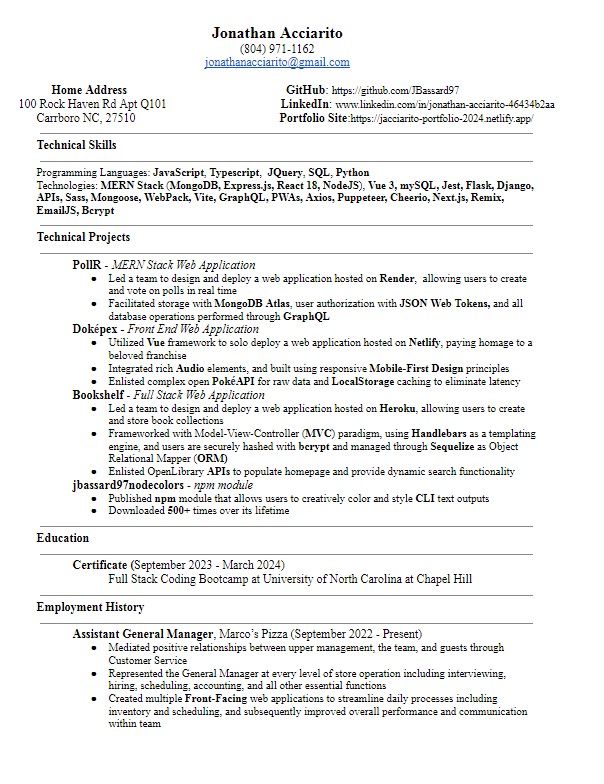 Jonathan Acciarito
(804) 971-1162
jonathanacciarito@gmail.com
Home Address
100 Rock Haven Rd Apt Q101
Carrboro NC, 27510
GitHub: https://github.com/JBassard97
LinkedIn: www.linkedin.com/in/jonathan-acciarito-46434b2aa
Portfolio Site:https://jacciarito-portfolio-2024.netlify.app/
Technical Skills
Programming Languages: JavaScript, Typescript, JQuery, SQL, Python
Technologies: MERN Stack (MongoDB, Express.js, React 18, NodeJS), Vue 3, mySQL, Jest, Flask, Django,
APIs, Sass, Mongoose, WebPack, Vite, GraphQL, PWAs, Axios, Puppeteer, Cheerio, Next.js, Remix,
EmailJS, Bcrypt
Technical Projects
PollR - MERN Stack Web Application
● Led a team to design and deploy a web application hosted on Render, allowing users to create
and vote on polls in real time
● Facilitated storage with MongoDB Atlas, user authorization with JSON Web Tokens, and all
database operations performed through GraphQL
Doképex - Front End Web Application
● Utilized Vue framework to solo deploy a web application hosted on Netlify, paying homage to a
beloved franchise
● Integrated rich Audio elements, and built using responsive Mobile-First Design principles
● Enlisted complex open PokéAPI for raw data and LocalStorage caching to eliminate latency
Bookshelf - Full Stack Web Application
● Led a team to design and deploy a web application hosted on Heroku, allowing users to create
and store book collections
● Frameworked with Model-View-Controller (MVC) paradigm, using Handlebars as a templating
engine, and users are securely hashed with bcrypt and managed through Sequelize as Object
Relational Mapper (ORM)
● Enlisted OpenLibrary APIs to populate homepage and provide dynamic search functionality
jbassard97nodecolors - npm module
● Published npm module that allows users to creatively color and style CLI text outputs
● Downloaded 500+ times over its lifetime
Education
Certificate (September 2023 - March 2024)
Full Stack Coding Bootcamp at University of North Carolina at Chapel Hill
Employment History
Assistant General Manager, Marco's Pizza (September 2022 - Present)
● Mediated positive relationships between upper management, the team, and guests through
Customer Service
● Represented the General Manager at every level of store operation including interviewing,
hiring, scheduling, accounting, and all other essential functions
● Created multiple Front-Facing web applications to streamline daily processes including
inventory and scheduling, and subsequently improved overall performance and communication
within team